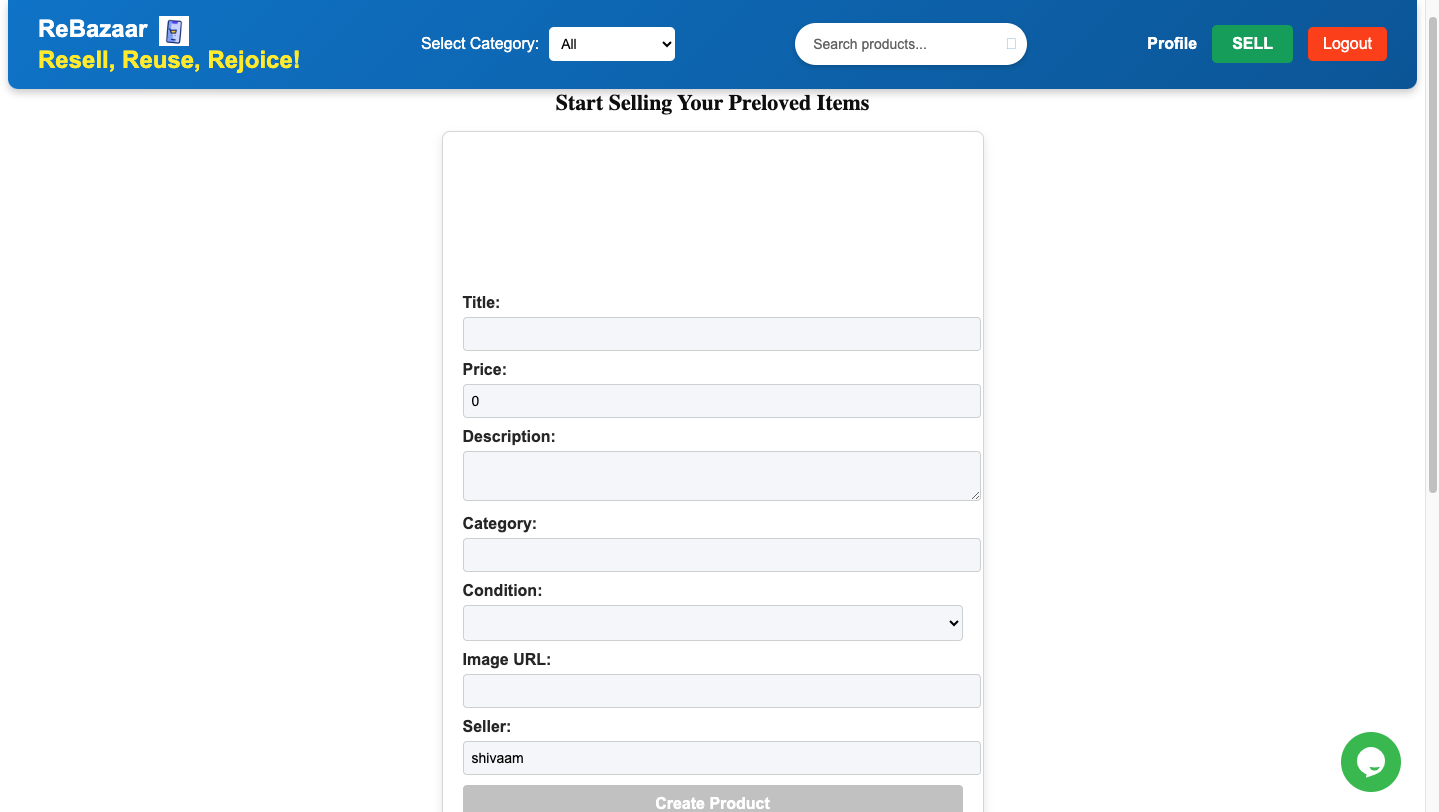 ReBazaar
Resell, Reuse, Rejoice!
Select Category: All
Search products...
Profile
SELL
Logout
Start Selling Your Preloved Items
Title:
Price:
0
Description:
Category:
Condition:
Image URL:
Seller:
shivaam
Create Product